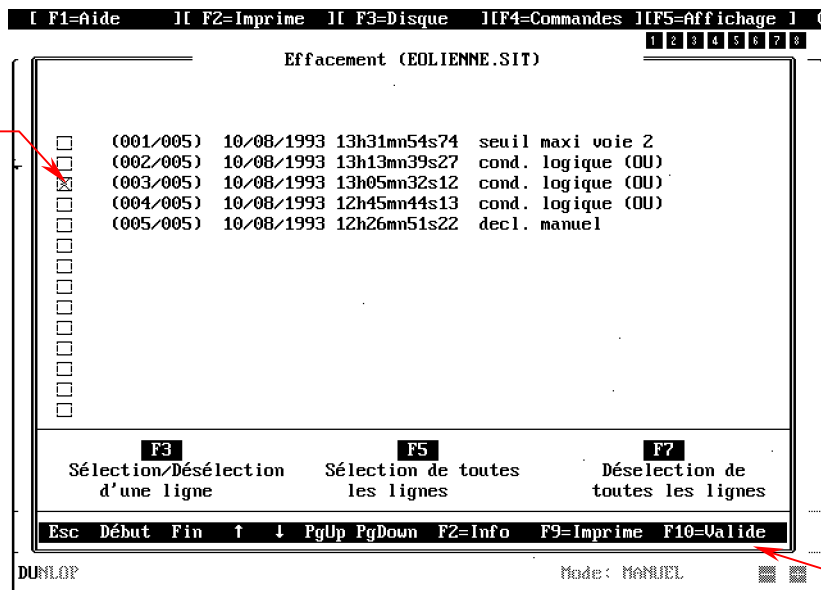 [ F1=Aide ][ F2=Imprime ][ F3=Disque ][F4=Commandes ][F5=Affichage ]
1 2 3 4 5 6 7 8
Effacement (EOLIENNE.SIT)
(001/005) 10/08/1993 13h31mn54s74 seuil maxi voie 2
(002/005) 10/08/1993 13h13mn39s27 cond. logique (OU)
(003/005) 10/08/1993 13h05mn32s12 cond. logique (OU)
(004/005) 10/08/1993 12h45mn44s13 cond. logique (OU)
(005/005) 10/08/1993 12h26mn51s22 decl. manuel
F3 F5 F7
Sélection/Désélection Sélection de toutes Déselection de
d'une ligne les lignes toutes les lignes
Esc Début Fin ↑ ↓ PgUp PgDown F2=Info F9=Imprime F10=Valide
DUNLOP Mode: MANUEL